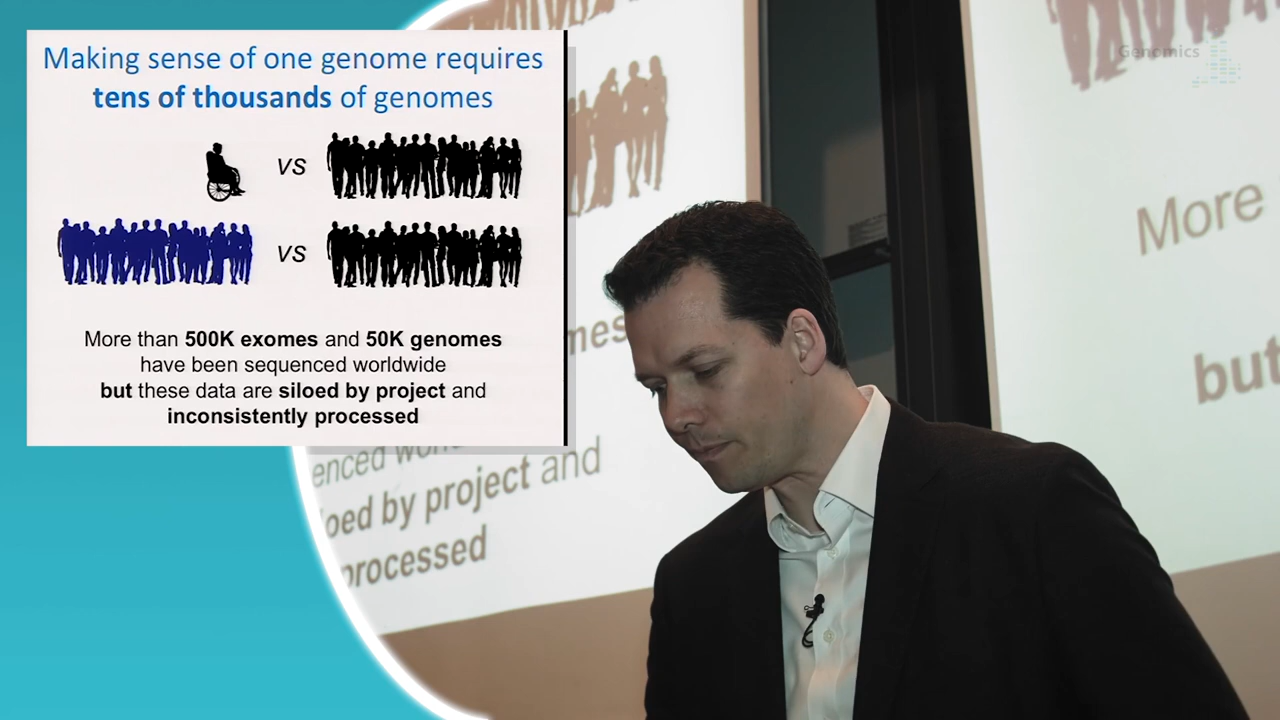 Making sense of one genome requires
tens of thousands of genomes
vs
vs
More than 500K exomes and 50K genomes
have been sequenced worldwide
but these data are siloed by project and
inconsistently processed
Genomics
More
but
mes
enced
oed by project and
processed